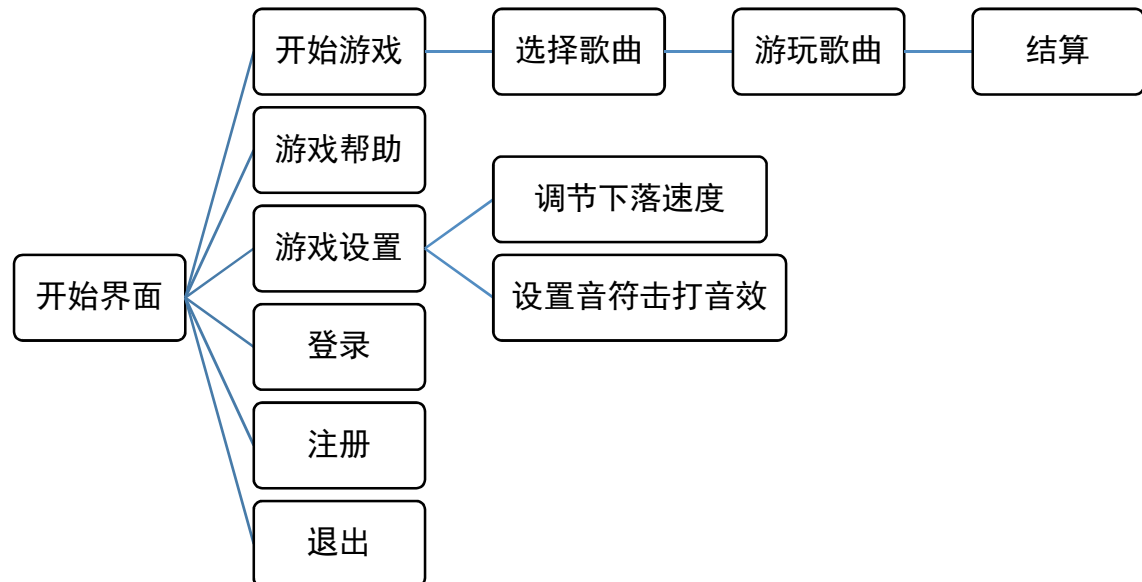 开始游戏
选择歌曲
游玩歌曲
结算
游戏帮助
调节下落速度
游戏设置
开始界面
设置音符击打音效
登录
注册
退出